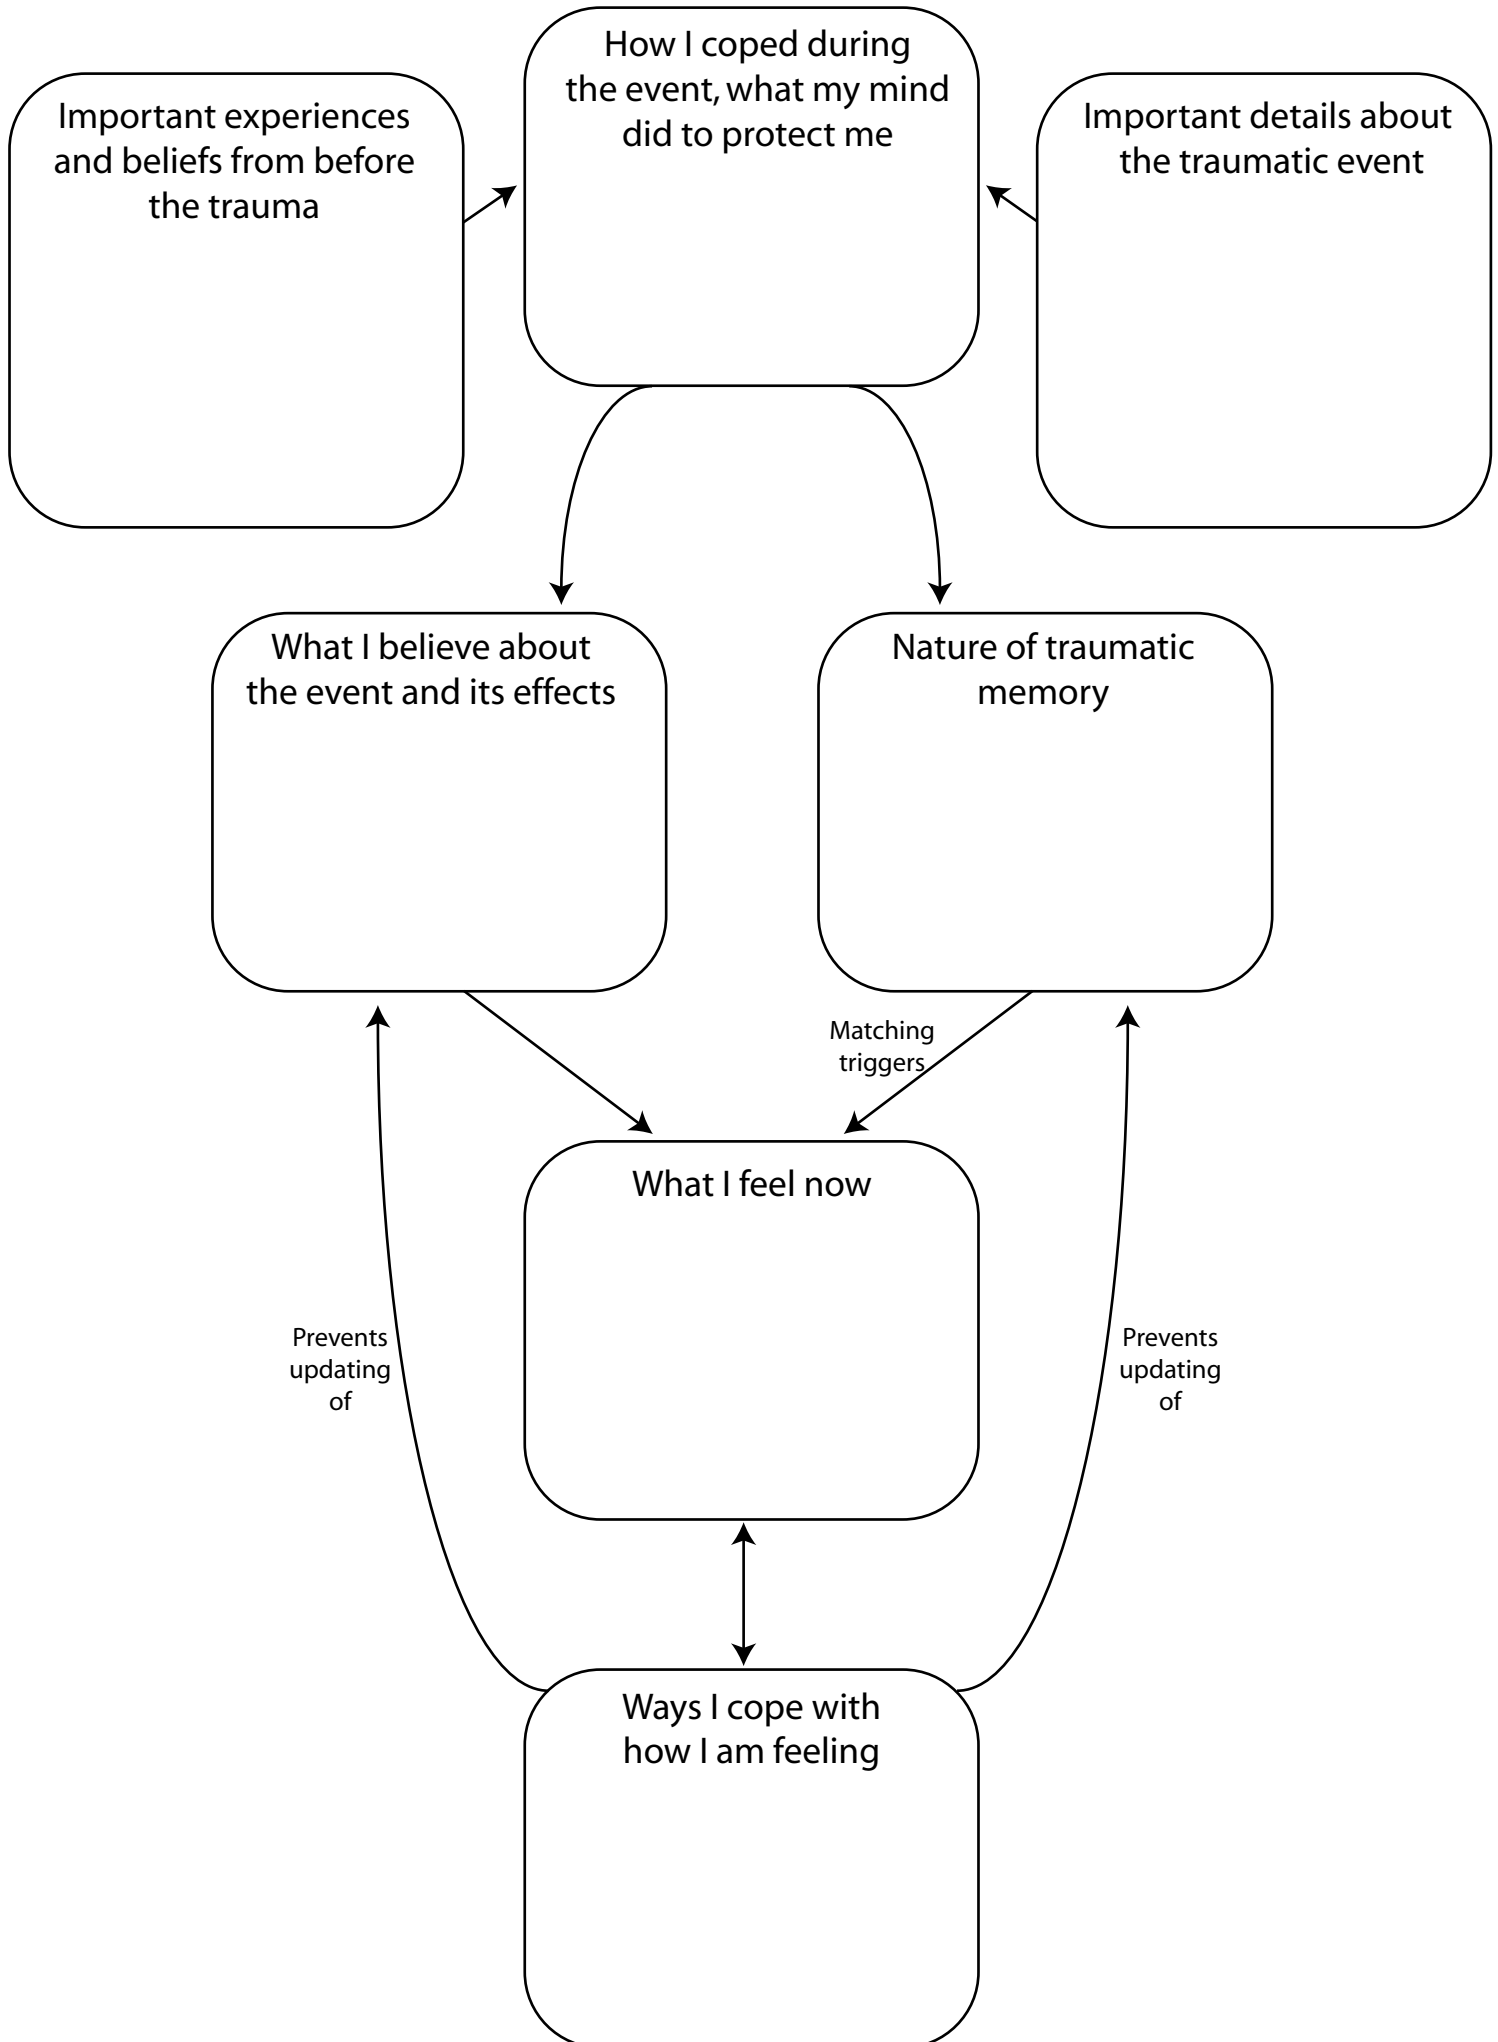 How I coped during
the event, what my mind
did to protect me
Important experiences
and beliefs from before
the trauma
Important details about
the traumatic event
What I believe about
the event and its effects
Nature of traumatic
memory
Matching
triggers
What I feel now
Prevents
updating
of
Prevents
updating
of
Ways I cope with
how I am feeling